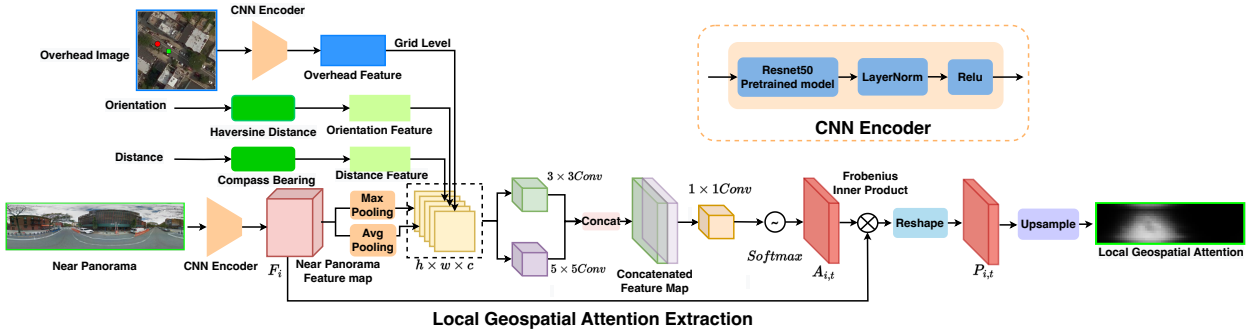 CNN Encoder
Overhead Image
Grid Level
Overhead Feature
Orientation
Haversine Distance
Orientation Feature
Distance
Compass Bearing
Distance Feature
Near Panorama
CNN Encoder
F_i
Near Panorama
Feature map
Max
Pooling
Avg
Pooling
h × w × c
3 × 3Conv
5 × 5Conv
Concat
Concatenated
Feature Map
1 × 1Conv
~
Softmax
A_{i,t}
Frobenius
Inner Product
Reshape
P_{i,t}
Upsample
Local Geospatial Attention
Resnet50
Pretrained model
LayerNorm
Relu
CNN Encoder
Local Geospatial Attention Extraction